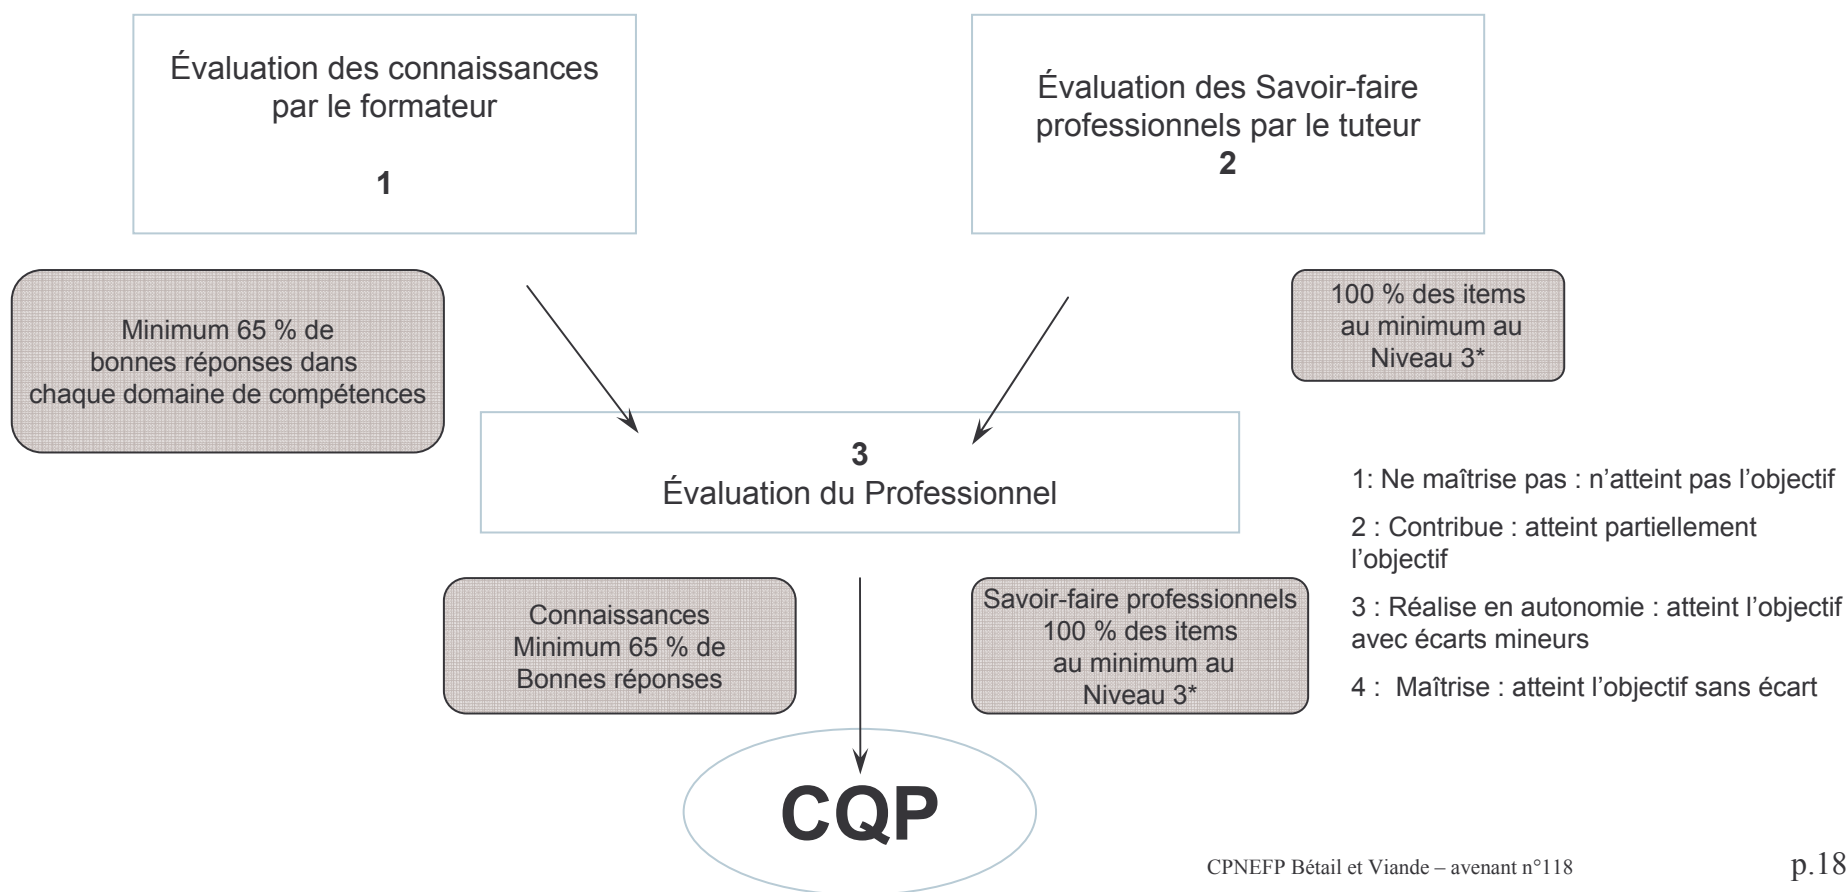 Évaluation des connaissances
par le formateur
1
Évaluation des Savoir-faire
professionnels par le tuteur
2
Minimum 65 % de
bonnes réponses dans
chaque domaine de compétences
100 % des items
au minimum au
Niveau 3*
3
Évaluation du Professionnel
Connaissances
Minimum 65 % de
Bonnes réponses
Savoir-faire professionnels
100 % des items
au minimum au
Niveau 3*
1: Ne maîtrise pas : n’atteint pas l’objectif
2 : Contribue : atteint partiellement
l’objectif
3 : Réalise en autonomie : atteint l’objectif
avec écarts mineurs
4 : Maîtrise : atteint l’objectif sans écart
CQP
CPNEFP Bétail et Viande – avenant n°118
p.18